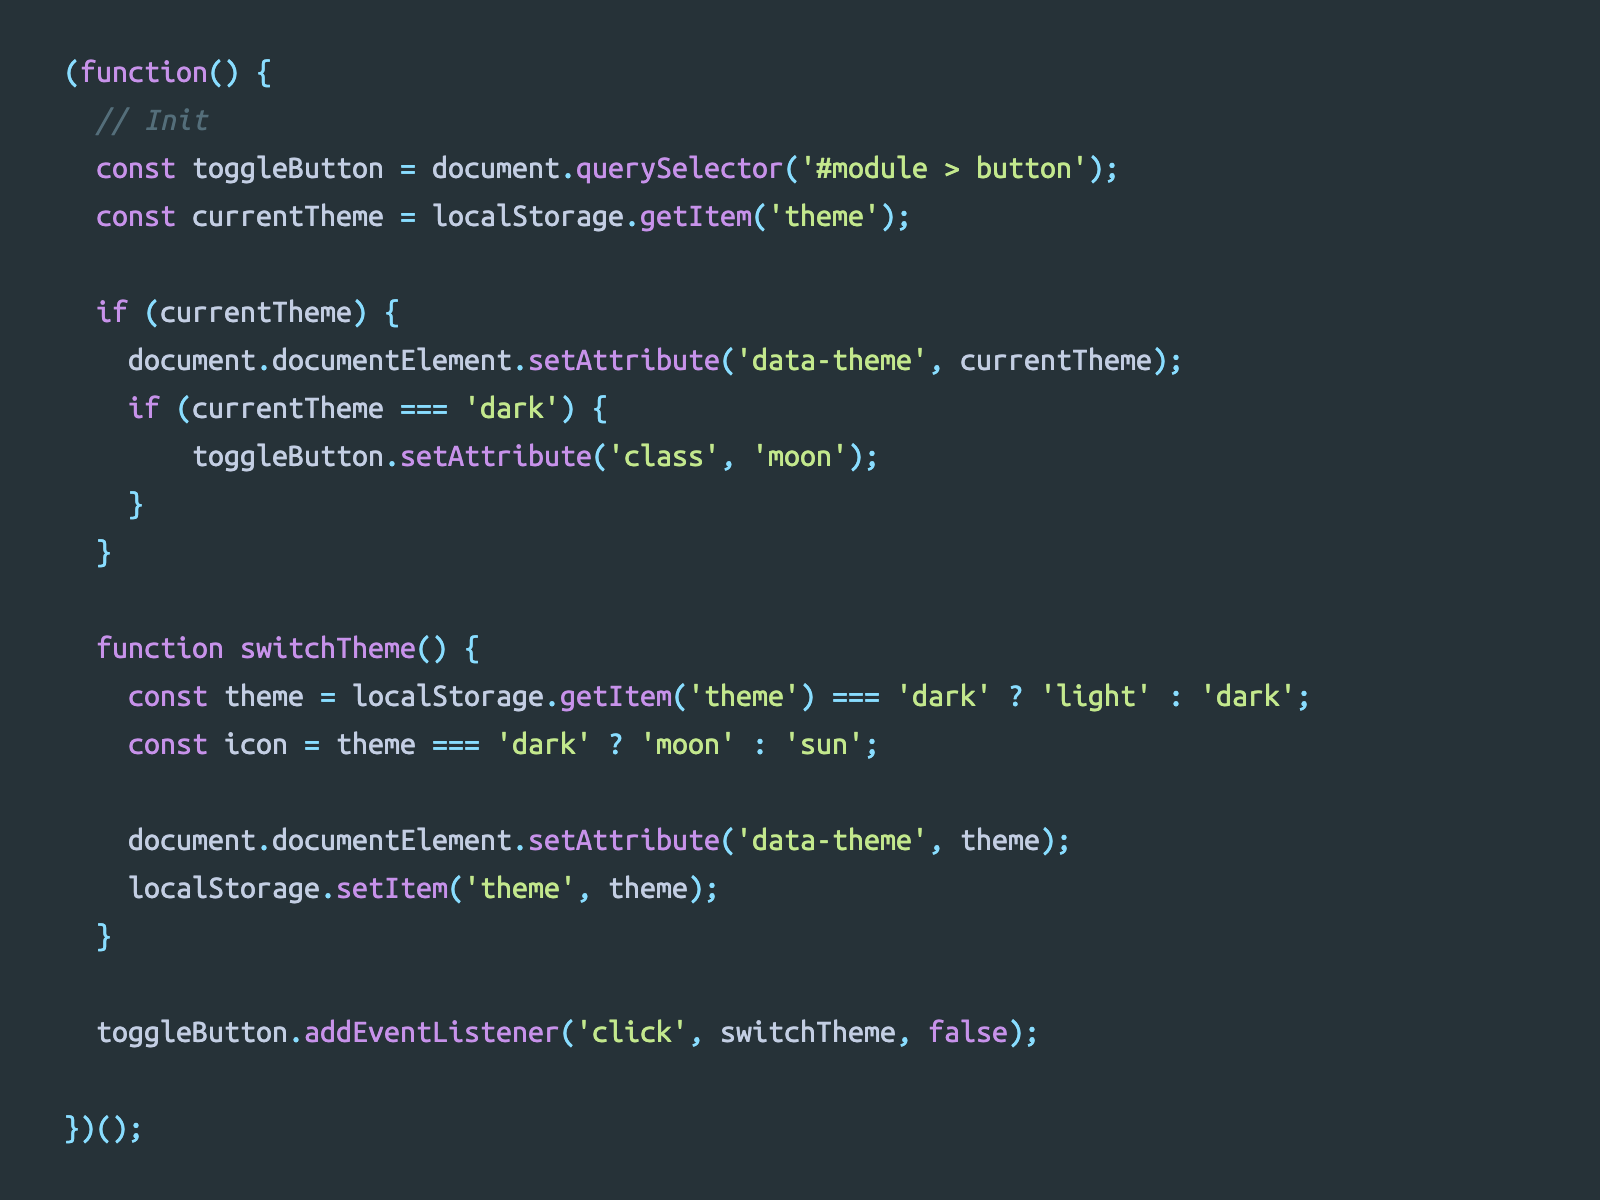 (function() {
  // Init
  const toggleButton = document.querySelector('#module > button');
  const currentTheme = localStorage.getItem('theme');

  if (currentTheme) {
    document.documentElement.setAttribute('data-theme', currentTheme);
    if (currentTheme === 'dark') {
        toggleButton.setAttribute('class', 'moon');
    }
  }

  function switchTheme() {
    const theme = localStorage.getItem('theme') === 'dark' ? 'light' : 'dark';
    const icon = theme === 'dark' ? 'moon' : 'sun';

    document.documentElement.setAttribute('data-theme', theme);
    localStorage.setItem('theme', theme);
  }

  toggleButton.addEventListener('click', switchTheme, false);

})();